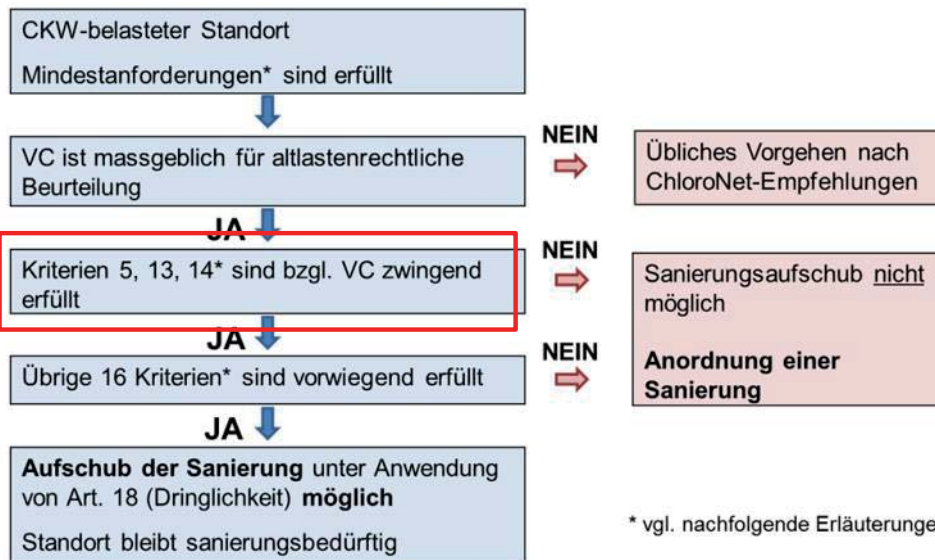 CKW-belasteter Standort
Mindestanforderungen* sind erfüllt
VC ist massgeblich für altlastenrechtliche
Beurteilung
NEIN
Übliches Vorgehen nach
ChloroNet-Empfehlungen
JA
Kriterien 5, 13, 14* sind bzgl. VC zwingend
erfüllt
NEIN
Sanierungsaufschub nicht
möglich
Anordnung einer
Sanierung
JA
Übrige 16 Kriterien* sind vorwiegend erfüllt
NEIN
JA
Aufschub der Sanierung unter Anwendung
von Art. 18 (Dringlichkeit) möglich
Standort bleibt sanierungsbedürftig
* vgl. nachfolgende Erläuterunge